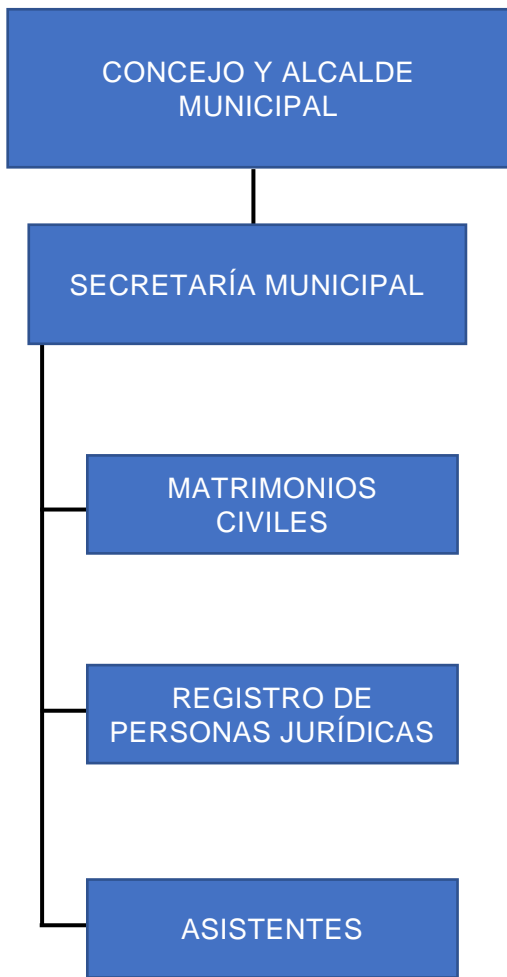 CONCEJO Y ALCALDE
MUNICIPAL
SECRETARÍA MUNICIPAL
MATRIMONIOS
CIVILES
REGISTRO DE
PERSONAS JURÍDICAS
ASISTENTES